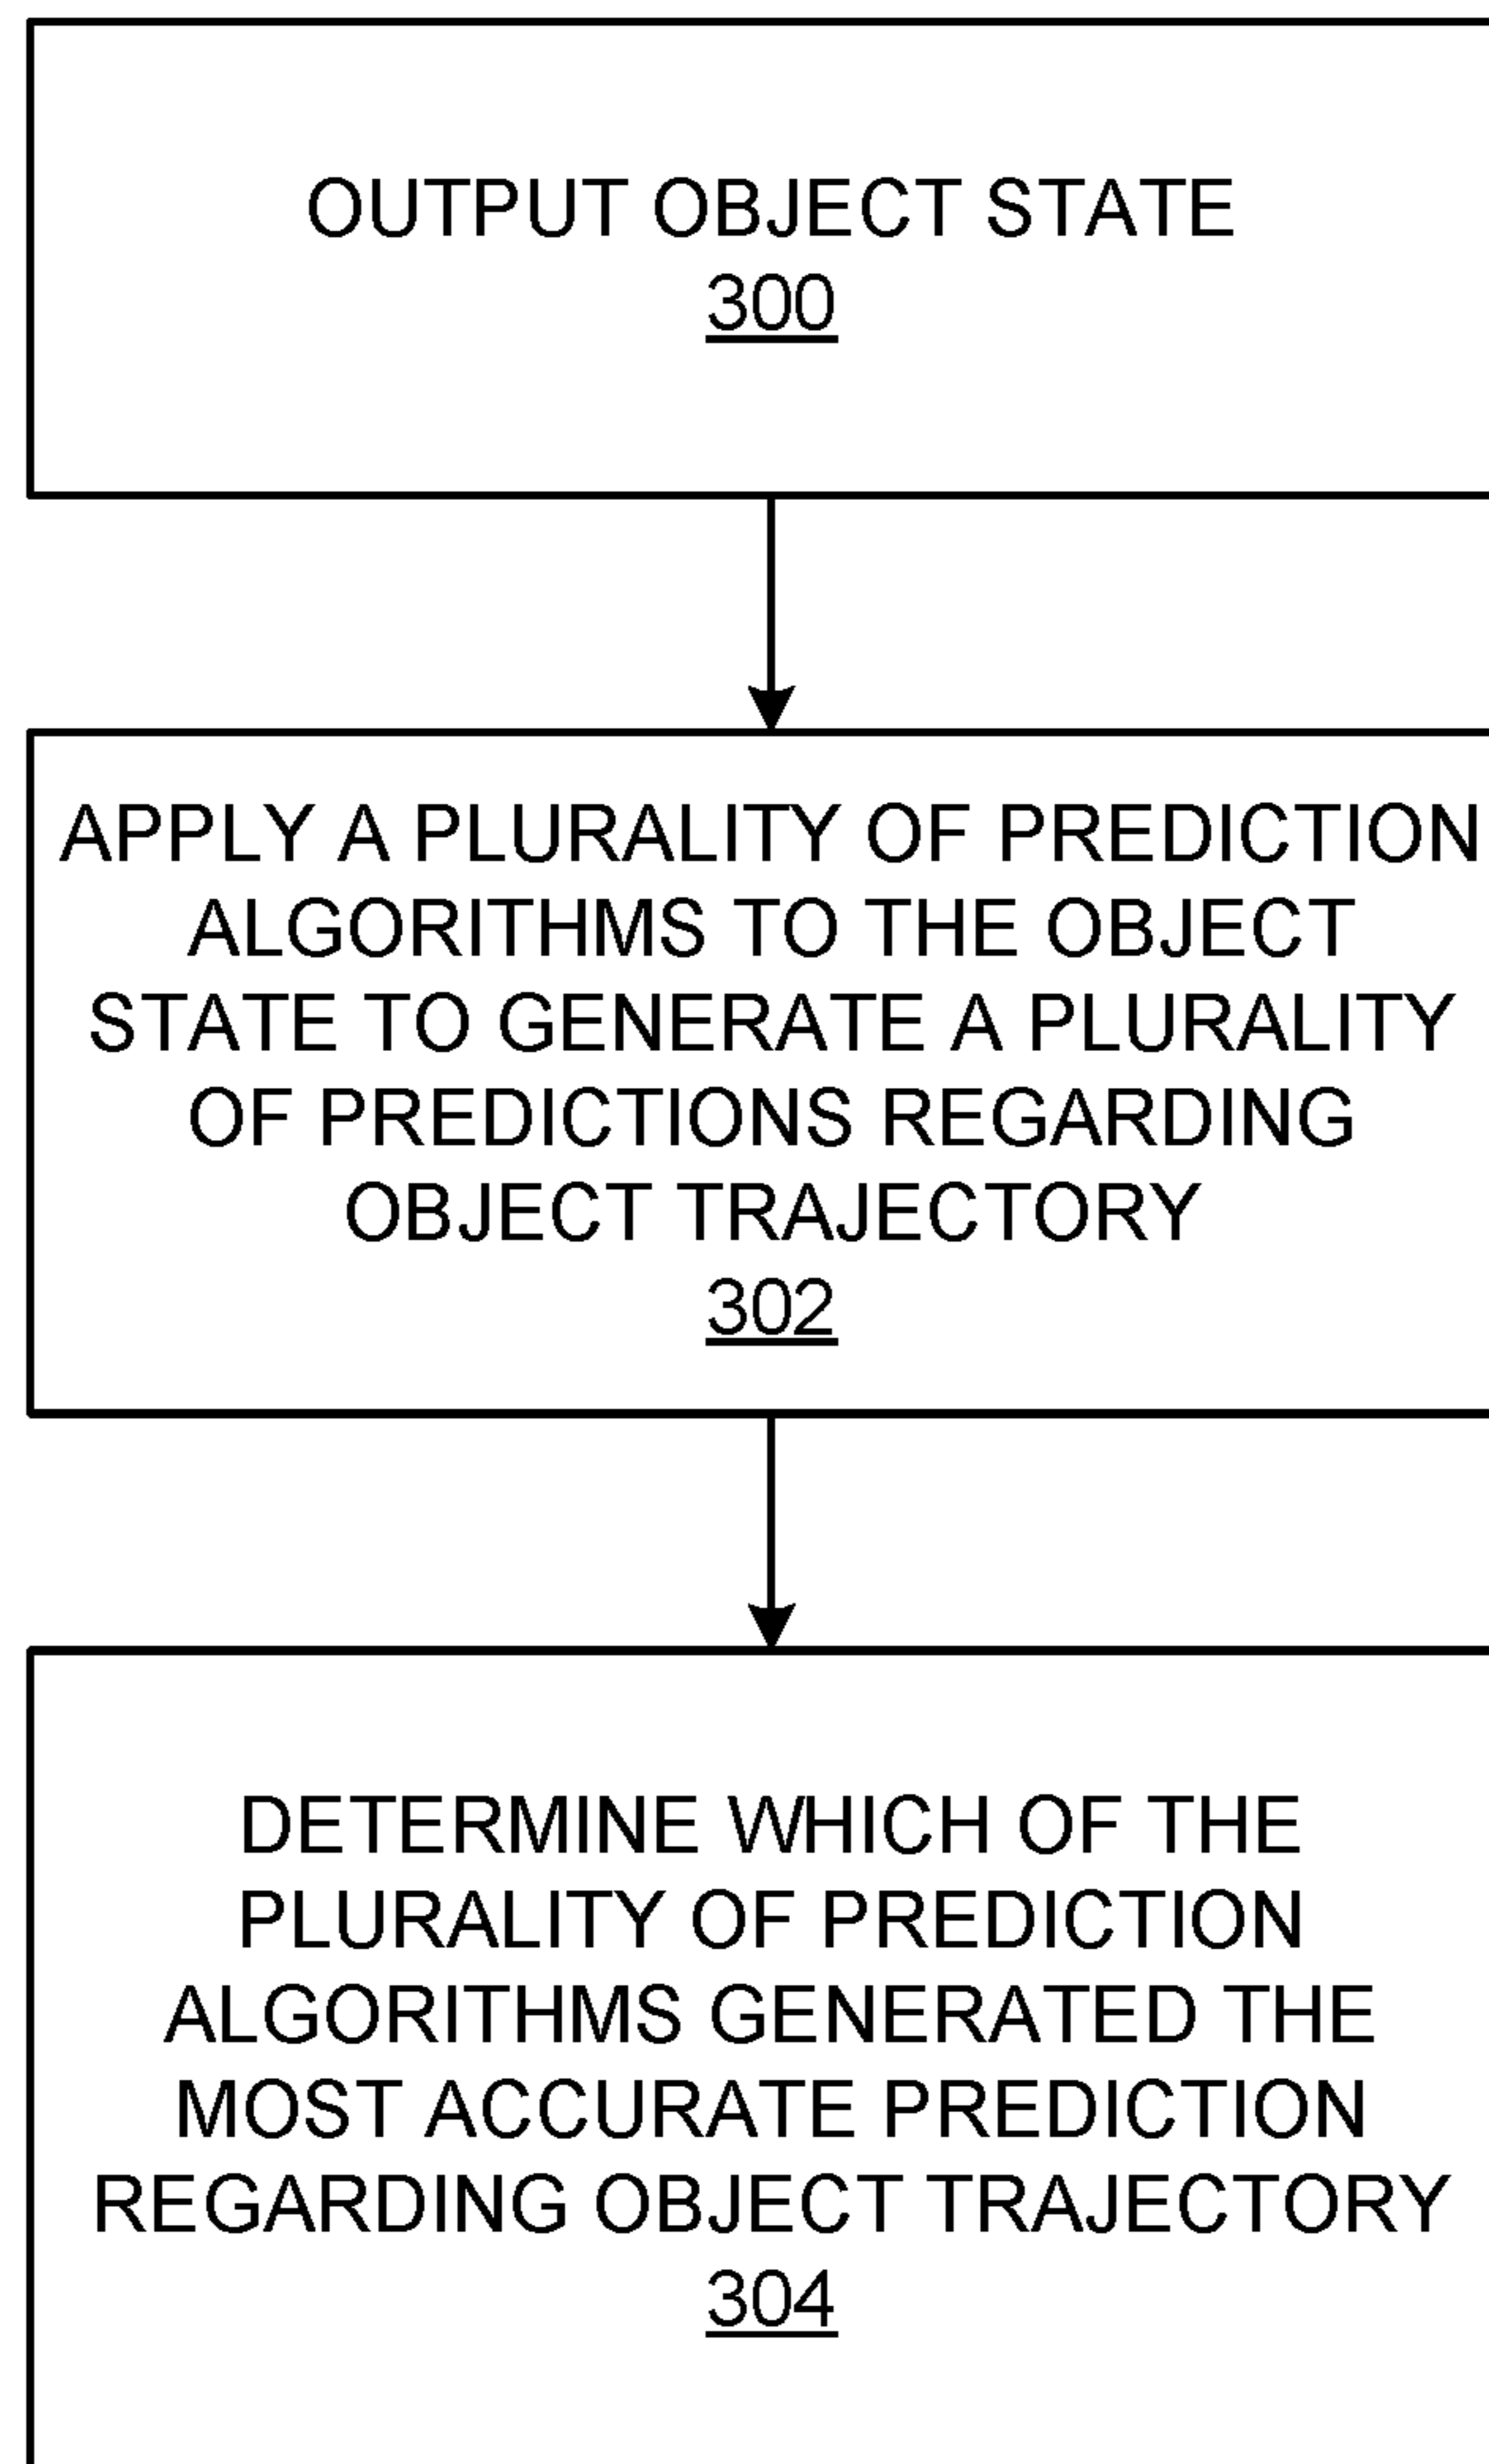 OUTPUT OBJECT STATE
300
APPLY A PLURALITY OF PREDICTION
ALGORITHMS TO THE OBJECT
STATE TO GENERATE A PLURALITY
OF PREDICTIONS REGARDING
OBJECT TRAJECTORY
302
DETERMINE WHICH OF THE
PLURALITY OF PREDICTION
ALGORITHMS GENERATED THE
MOST ACCURATE PREDICTION
REGARDING OBJECT TRAJECTORY
304